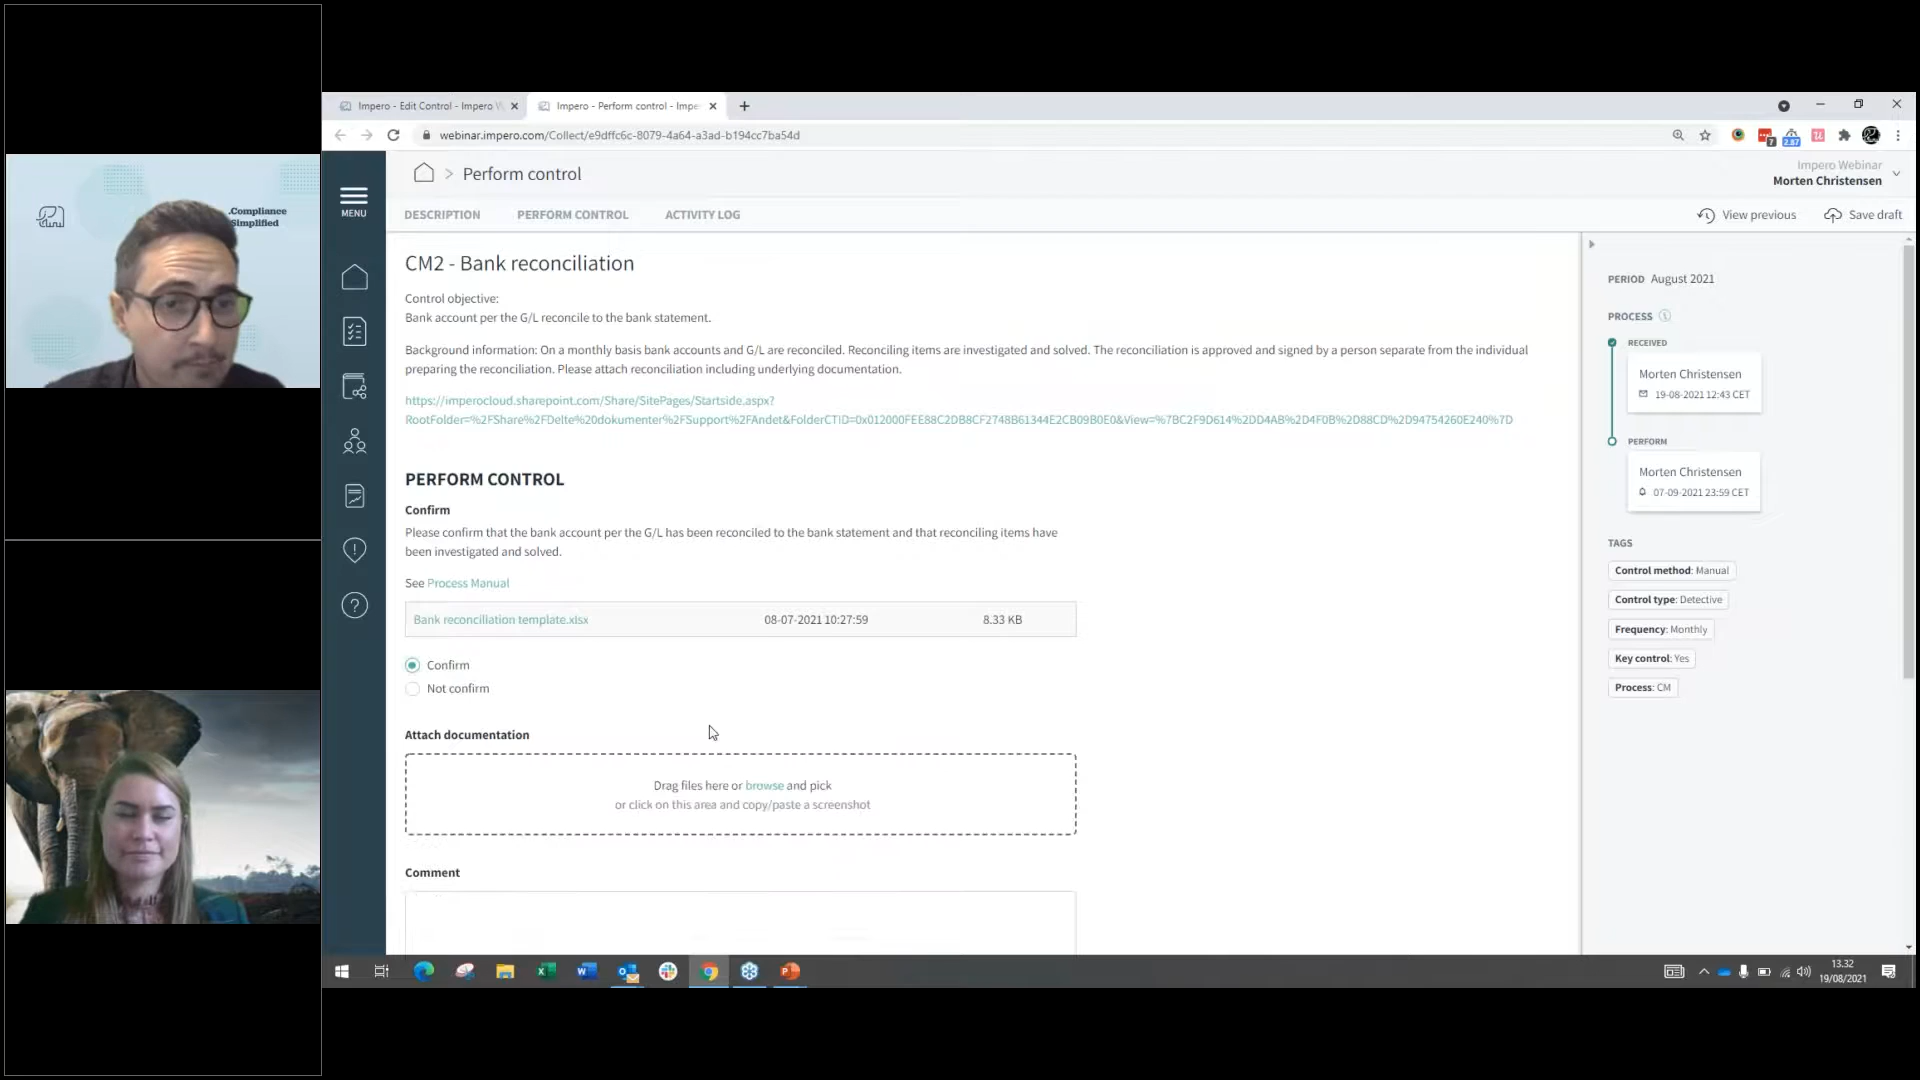 .Compliance
Simplified
Impero - Edit Control - Impero W
Impero - Perform control - Impe
webinar.impero.com/Collect/e9dffc6c-8079-4a64-a3ad-b194cc7ba54d
7
2.87
MENU
> Perform control
Impero Webinar
Morten Christensen
DESCRIPTION PERFORM CONTROL ACTIVITY LOG
View previous Save draft
CM2 - Bank reconciliation
Control objective:
Bank account per the G/L reconcile to the bank statement.
Background information: On a monthly basis bank accounts and G/L are reconciled. Reconciling items are investigated and solved. The reconciliation is approved and signed by a person separate from the individual
preparing the reconciliation. Please attach reconciliation including underlying documentation.
https://imperocloud.sharepoint.com/Share/SitePages/Startside.aspx?
RootFolder=%2FShare%2FDelte%20dokumenter%2FSupport%2FAndet&FolderCTID=0x012000FEE88C2DB8CF2748B61344E2CB09B0E0&View=%7BC2F9D614%2DD4AB%2D4F0B%2D88CD%2D94754260E240%7D
PERFORM CONTROL
Confirm
Please confirm that the bank account per the G/L has been reconciled to the bank statement and that reconciling items have
been investigated and solved.
See Process Manual
Bank reconciliation template.xlsx 08-07-2021 10:27:59 8.33 KB
Confirm
Not confirm
Attach documentation
Drag files here or browse and pick
or click on this area and copy/paste a screenshot
Comment
PERIOD August 2021
PROCESS
RECEIVED
Morten Christensen
19-08-2021 12:43 CET
PERFORM
Morten Christensen
07-09-2021 23:59 CET
TAGS
Control method: Manual
Control type: Detective
Frequency: Monthly
Key control: Yes
Process: CM
13.32
19/08/2021